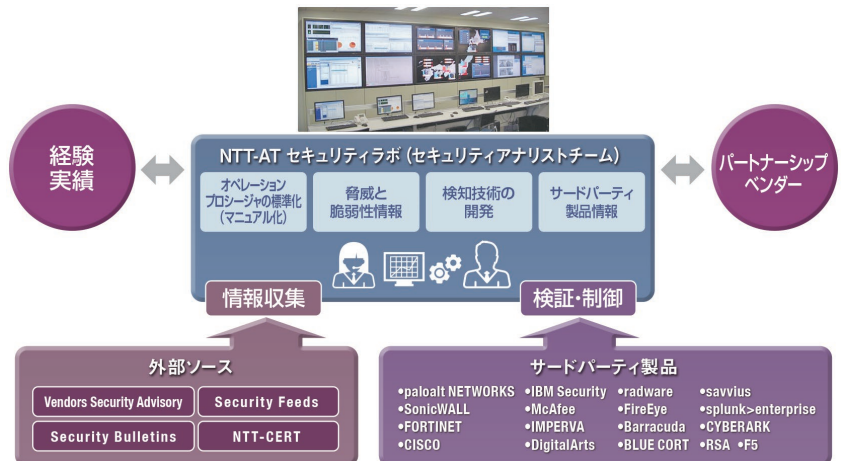 経験
実績
NTT-AT セキュリティラボ(セキュリティアナリストチーム)
パートナーシップ
ベンダー
オペレーション
プロシージャの標準化
(マニュアル化)
脅威と
脆弱性情報
検知技術の
開発
サードパーティ
製品情報
情報収集
検証・制御
外部ソース
Vendors Security Advisory
Security Feeds
Security Bulletins
NTT-CERT
サードパーティ製品
•paloalt NETWORKS •IBM Security •radware •savvius
•SonicWALL •McAfee •FireEye •splunk>enterprise
•FORTINET •IMPERVA •Barracuda •CYBERARK
•CISCO •DigitalArts •BLUE CORT •RSA •F5